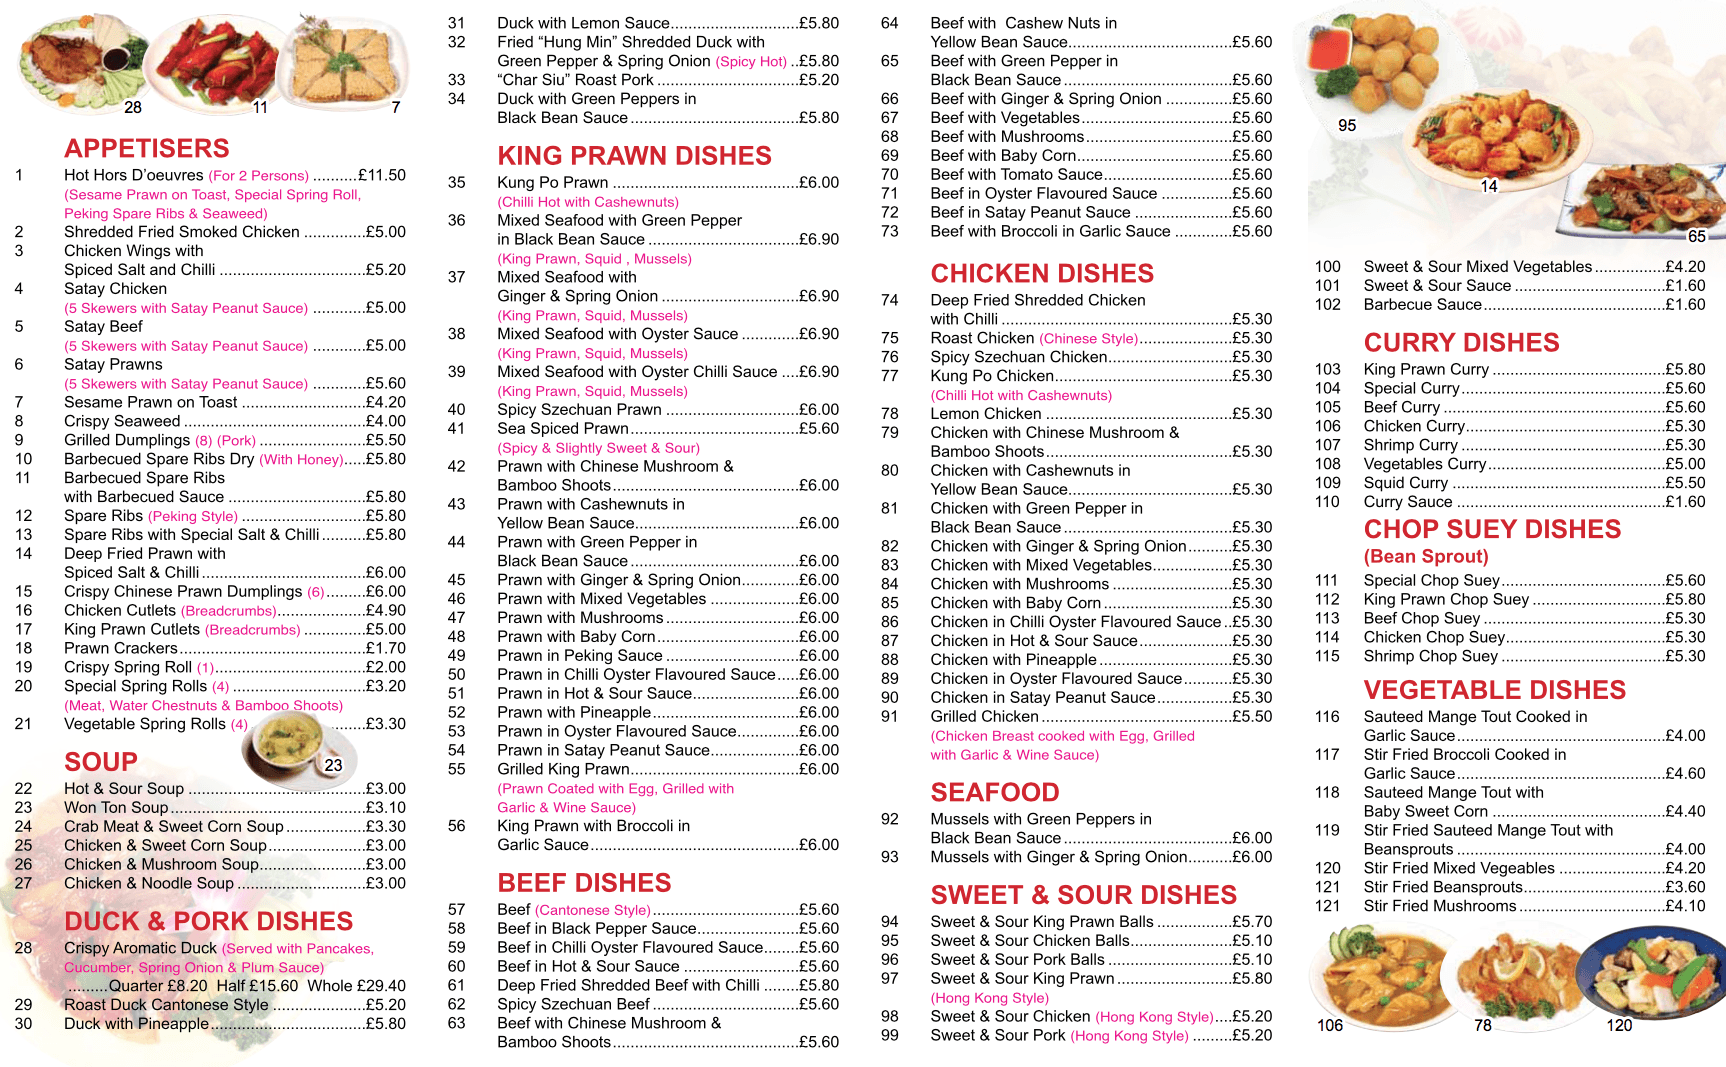 28
11
7
APPETISERS
1 Hot Hors D'oeuvres (For 2 Persons) ..........£11.50
(Sesame Prawn on Toast, Special Spring Roll,
Peking Spare Ribs & Seaweed)
2 Shredded Fried Smoked Chicken ..............£5.00
3 Chicken Wings with
Spiced Salt and Chilli .................................£5.20
4 Satay Chicken
(5 Skewers with Satay Peanut Sauce) ............£5.00
5 Satay Beef
(5 Skewers with Satay Peanut Sauce) ............£5.00
6 Satay Prawns
(5 Skewers with Satay Peanut Sauce) ............£5.60
7 Sesame Prawn on Toast ............................£4.20
8 Crispy Seaweed .........................................£4.00
9 Grilled Dumplings (8) (Pork) ........................£5.50
10 Barbecued Spare Ribs Dry (With Honey).....£5.80
11 Barbecued Spare Ribs
with Barbecued Sauce ...............................£5.80
12 Spare Ribs (Peking Style) ............................£5.80
13 Spare Ribs with Special Salt & Chilli..........£5.80
14 Deep Fried Prawn with
Spiced Salt & Chilli.....................................£6.00
15 Crispy Chinese Prawn Dumplings (6).........£6.00
16 Chicken Cutlets (Breadcrumbs)....................£4.90
17 King Prawn Cutlets (Breadcrumbs) ..............£5.00
18 Prawn Crackers..........................................£1.70
19 Crispy Spring Roll (1)..................................£2.00
20 Special Spring Rolls (4) ..............................£3.20
(Meat, Water Chestnuts & Bamboo Shoots)
21 Vegetable Spring Rolls (4) ........£3.30
SOUP
23
22 Hot & Sour Soup ........................................£3.00
23 Won Ton Soup............................................£3.10
24 Crab Meat & Sweet Corn Soup..................£3.30
25 Chicken & Sweet Corn Soup......................£3.00
26 Chicken & Mushroom Soup........................£3.00
27 Chicken & Noodle Soup .............................£3.00
DUCK & PORK DISHES
28 Crispy Aromatic Duck (Served with Pancakes,
Cucumber, Spring Onion & Plum Sauce)
.........Quarter £8.20 Half £15.60 Whole £29.40
29 Roast Duck Cantonese Style .....................£5.20
30 Duck with Pineapple...................................£5.80
31 Duck with Lemon Sauce.............................£5.80
32 Fried “Hung Min” Shredded Duck with
Green Pepper & Spring Onion (Spicy Hot) ..£5.80
33 “Char Siu” Roast Pork ................................£5.20
34 Duck with Green Peppers in
Black Bean Sauce ......................................£5.80
KING PRAWN DISHES
35 Kung Po Prawn ..........................................£6.00
(Chilli Hot with Cashewnuts)
36 Mixed Seafood with Green Pepper
in Black Bean Sauce ..................................£6.90
(King Prawn, Squid , Mussels)
37 Mixed Seafood with
Ginger & Spring Onion ...............................£6.90
(King Prawn, Squid, Mussels)
38 Mixed Seafood with Oyster Sauce .............£6.90
(King Prawn, Squid, Mussels)
39 Mixed Seafood with Oyster Chilli Sauce ....£6.90
(King Prawn, Squid, Mussels)
40 Spicy Szechuan Prawn ..............................£6.00
41 Sea Spiced Prawn......................................£5.60
(Spicy & Slightly Sweet & Sour)
42 Prawn with Chinese Mushroom &
Bamboo Shoots..........................................£6.00
43 Prawn with Cashewnuts in
Yellow Bean Sauce.....................................£6.00
44 Prawn with Green Pepper in
Black Bean Sauce ......................................£6.00
45 Prawn with Ginger & Spring Onion.............£6.00
46 Prawn with Mixed Vegetables ....................£6.00
47 Prawn with Mushrooms ..............................£6.00
48 Prawn with Baby Corn................................£6.00
49 Prawn in Peking Sauce ..............................£6.00
50 Prawn in Chilli Oyster Flavoured Sauce.....£6.00
51 Prawn in Hot & Sour Sauce........................£6.00
52 Prawn with Pineapple.................................£6.00
53 Prawn in Oyster Flavoured Sauce..............£6.00
54 Prawn in Satay Peanut Sauce....................£6.00
55 Grilled King Prawn......................................£6.00
(Prawn Coated with Egg, Grilled with
Garlic & Wine Sauce)
56 King Prawn with Broccoli in
Garlic Sauce...............................................£6.00
BEEF DISHES
57 Beef (Cantonese Style).................................£5.60
58 Beef in Black Pepper Sauce.......................£5.60
59 Beef in Chilli Oyster Flavoured Sauce........£5.60
60 Beef in Hot & Sour Sauce ..........................£5.60
61 Deep Fried Shredded Beef with Chilli ........£5.80
62 Spicy Szechuan Beef .................................£5.60
63 Beef with Chinese Mushroom &
Bamboo Shoots..........................................£5.60
64 Beef with Cashew Nuts in
Yellow Bean Sauce.....................................£5.60
65 Beef with Green Pepper in
Black Bean Sauce ......................................£5.60
66 Beef with Ginger & Spring Onion ...............£5.60
67 Beef with Vegetables..................................£5.60
68 Beef with Mushrooms.................................£5.60
69 Beef with Baby Corn...................................£5.60
70 Beef with Tomato Sauce.............................£5.60
71 Beef in Oyster Flavoured Sauce ................£5.60
72 Beef in Satay Peanut Sauce ......................£5.60
73 Beef with Broccoli in Garlic Sauce .............£5.60
CHICKEN DISHES
74 Deep Fried Shredded Chicken
with Chilli ....................................................£5.30
75 Roast Chicken (Chinese Style).....................£5.30
76 Spicy Szechuan Chicken............................£5.30
77 Kung Po Chicken........................................£5.30
(Chilli Hot with Cashewnuts)
78 Lemon Chicken ..........................................£5.30
79 Chicken with Chinese Mushroom &
Bamboo Shoots..........................................£5.30
80 Chicken with Cashewnuts in
Yellow Bean Sauce.....................................£5.30
81 Chicken with Green Pepper in
Black Bean Sauce ......................................£5.30
82 Chicken with Ginger & Spring Onion..........£5.30
83 Chicken with Mixed Vegetables..................£5.30
84 Chicken with Mushrooms ...........................£5.30
85 Chicken with Baby Corn .............................£5.30
86 Chicken in Chilli Oyster Flavoured Sauce ..£5.30
87 Chicken in Hot & Sour Sauce.....................£5.30
88 Chicken with Pineapple ..............................£5.30
89 Chicken in Oyster Flavoured Sauce...........£5.30
90 Chicken in Satay Peanut Sauce.................£5.30
91 Grilled Chicken ...........................................£5.50
(Chicken Breast cooked with Egg, Grilled
with Garlic & Wine Sauce)
SEAFOOD
92 Mussels with Green Peppers in
Black Bean Sauce ......................................£6.00
93 Mussels with Ginger & Spring Onion..........£6.00
SWEET & SOUR DISHES
94 Sweet & Sour King Prawn Balls .................£5.70
95 Sweet & Sour Chicken Balls.......................£5.10
96 Sweet & Sour Pork Balls ............................£5.10
97 Sweet & Sour King Prawn ..........................£5.80
(Hong Kong Style)
98 Sweet & Sour Chicken (Hong Kong Style)....£5.20
99 Sweet & Sour Pork (Hong Kong Style) .........£5.20
95
14
65
100 Sweet & Sour Mixed Vegetables................£4.20
101 Sweet & Sour Sauce ..................................£1.60
102 Barbecue Sauce.........................................£1.60
CURRY DISHES
103 King Prawn Curry .......................................£5.80
104 Special Curry..............................................£5.60
105 Beef Curry ..................................................£5.60
106 Chicken Curry.............................................£5.30
107 Shrimp Curry ..............................................£5.30
108 Vegetables Curry........................................£5.00
109 Squid Curry ................................................£5.50
110 Curry Sauce ...............................................£1.60
CHOP SUEY DISHES
(Bean Sprout)
111 Special Chop Suey.....................................£5.60
112 King Prawn Chop Suey ..............................£5.80
113 Beef Chop Suey .........................................£5.30
114 Chicken Chop Suey....................................£5.30
115 Shrimp Chop Suey .....................................£5.30
VEGETABLE DISHES
116 Sauteed Mange Tout Cooked in
Garlic Sauce...............................................£4.00
117 Stir Fried Broccoli Cooked in
Garlic Sauce...............................................£4.60
118 Sauteed Mange Tout with
Baby Sweet Corn .......................................£4.40
119 Stir Fried Sauteed Mange Tout with
Beansprouts ...............................................£4.00
120 Stir Fried Mixed Vegeables ........................£4.20
121 Stir Fried Beansprouts................................£3.60
121 Stir Fried Mushrooms .................................£4.10
106
78
120